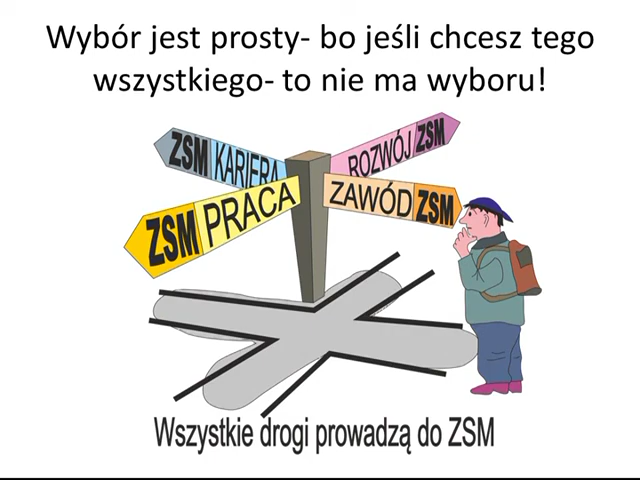 Wybór jest prosty- bo jeśli chcesz tego
wszystkiego- to nie ma wyboru!
ZSM KARIERA
ROZWÓJ ZSM
ZSM PRACA
ZAWÓD ZSM
Wszystkie drogi prowadzą do ZSM